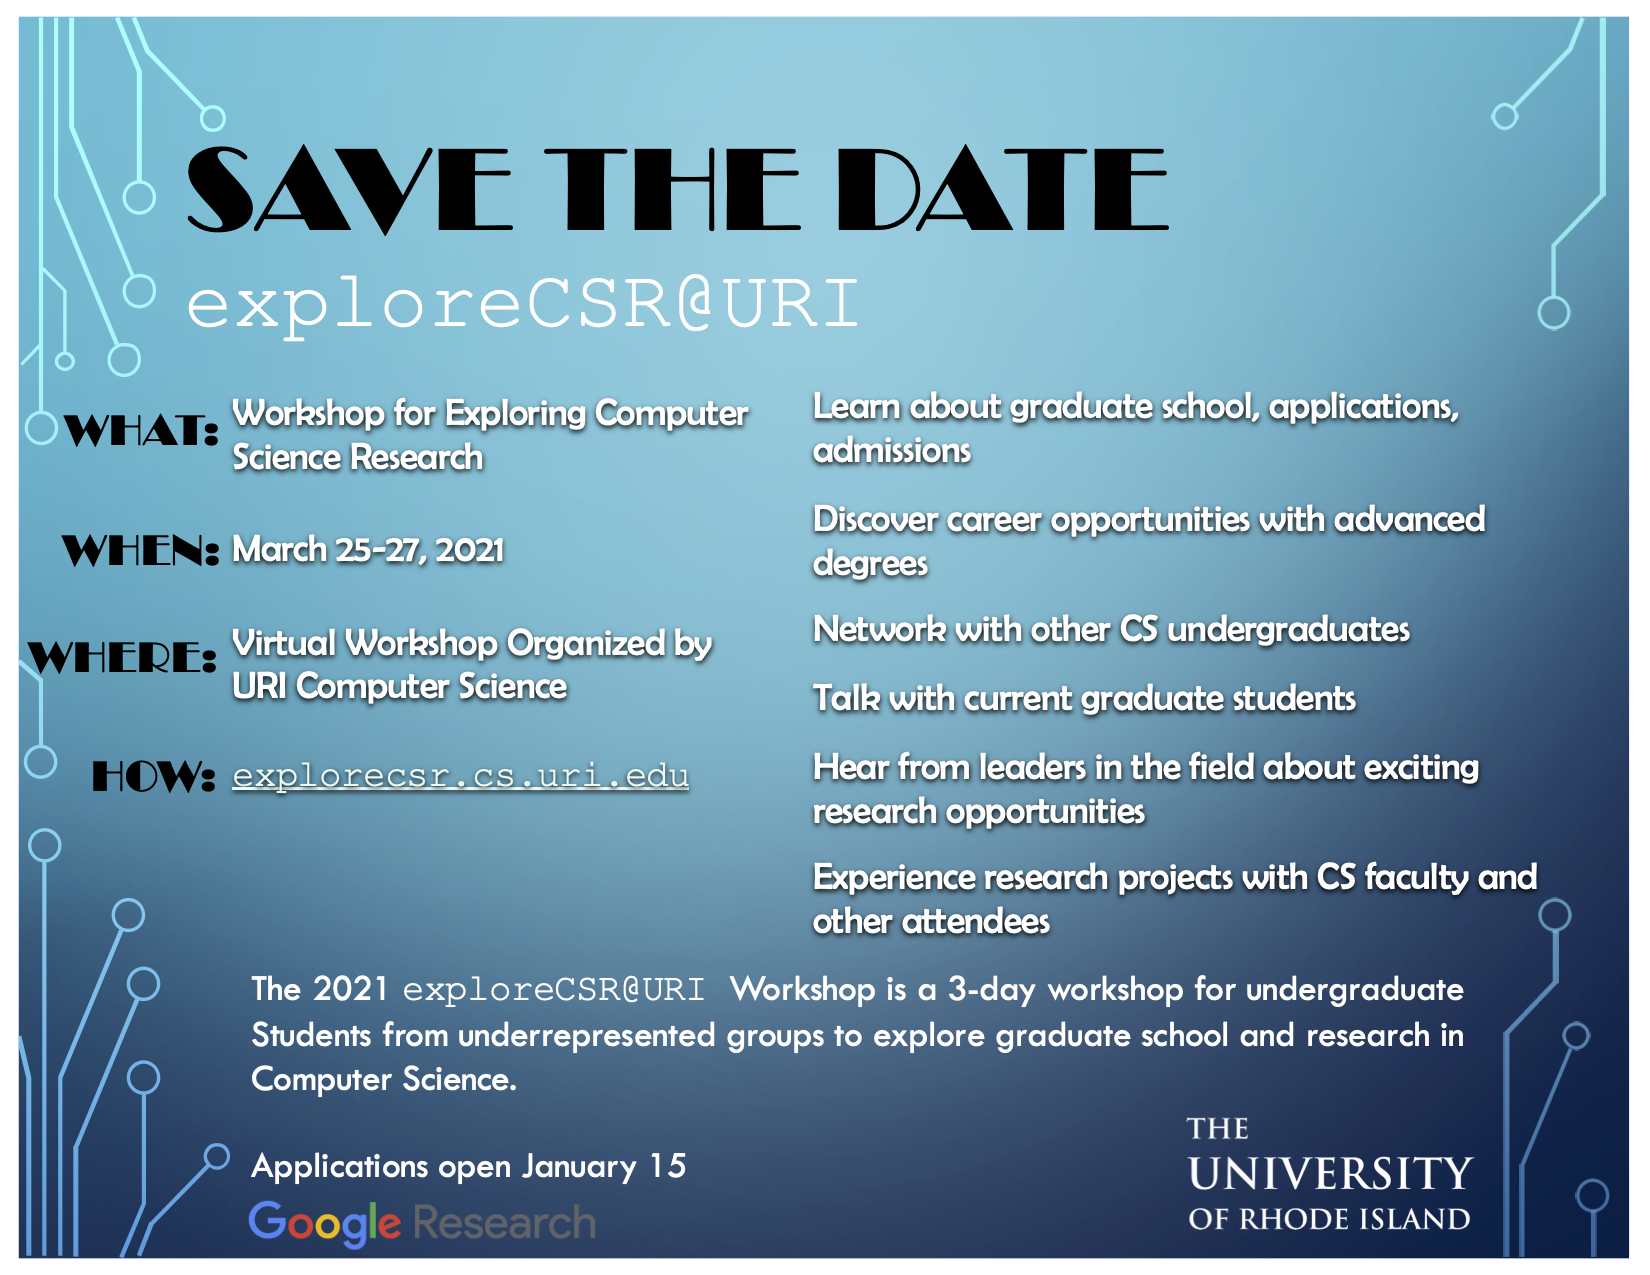 SAVE THE DATE
exploreCSR@URI
WHAT: Workshop for Exploring Computer
Science Research
WHEN: March 25-27, 2021
WHERE: Virtual Workshop Organized by
URI Computer Science
HOW: explorecsr.cs.uri.edu
Learn about graduate school, applications,
admissions
Discover career opportunities with advanced
degrees
Network with other CS undergraduates
Talk with current graduate students
Hear from leaders in the field about exciting
research opportunities
Experience research projects with CS faculty and
other attendees
The 2021 exploreCSR@URI Workshop is a 3-day workshop for undergraduate
Students from underrepresented groups to explore graduate school and research in
Computer Science.
Applications open January 15
Google Research
THE
UNIVERSITY
OF RHODE ISLAND